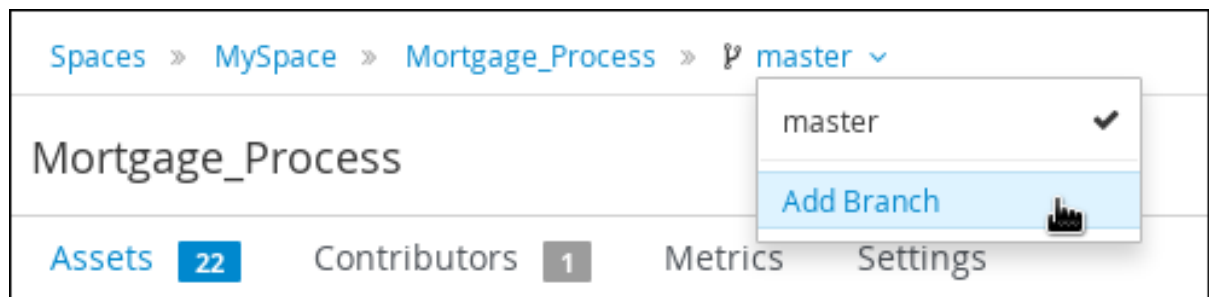 Spaces » MySpace » Mortgage_Process » master
master
Mortgage_Process
Add Branch
Assets 22 Contributors 1 Metrics Settings